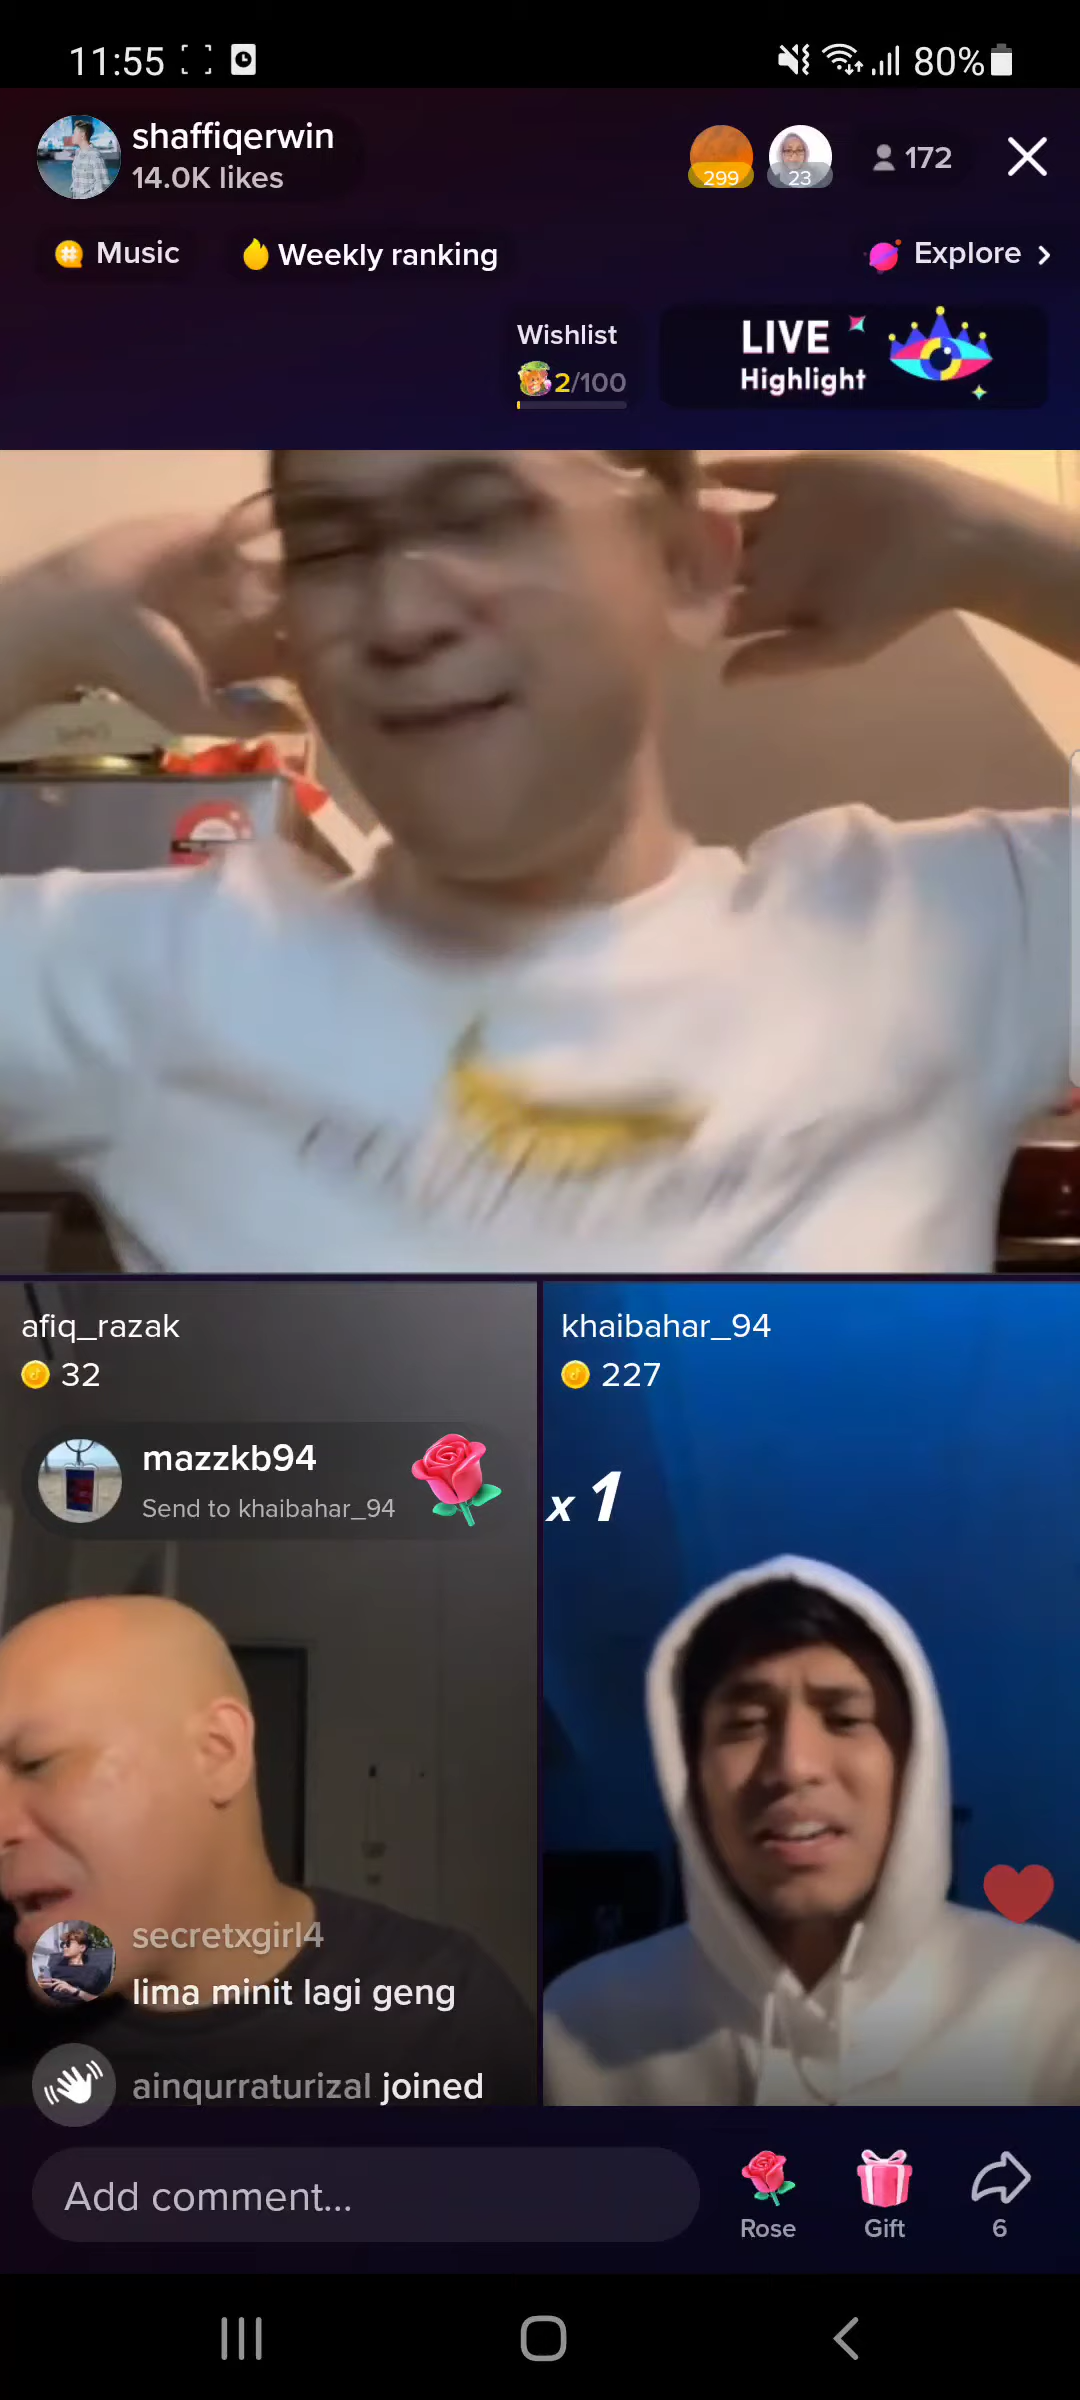 11:55
80%
shaffiqerwin
14.0K likes
299
23
172
Music
Weekly ranking
Explore
Wishlist
2/100
LIVE
Highlight
afiq_razak
32
khaibahar_94
227
mazzkb94
Send to khaibahar_94
x 1
secretxgirl4
lima minit lagi geng
ainqurraturizal joined
Add comment...
Rose
Gift
6